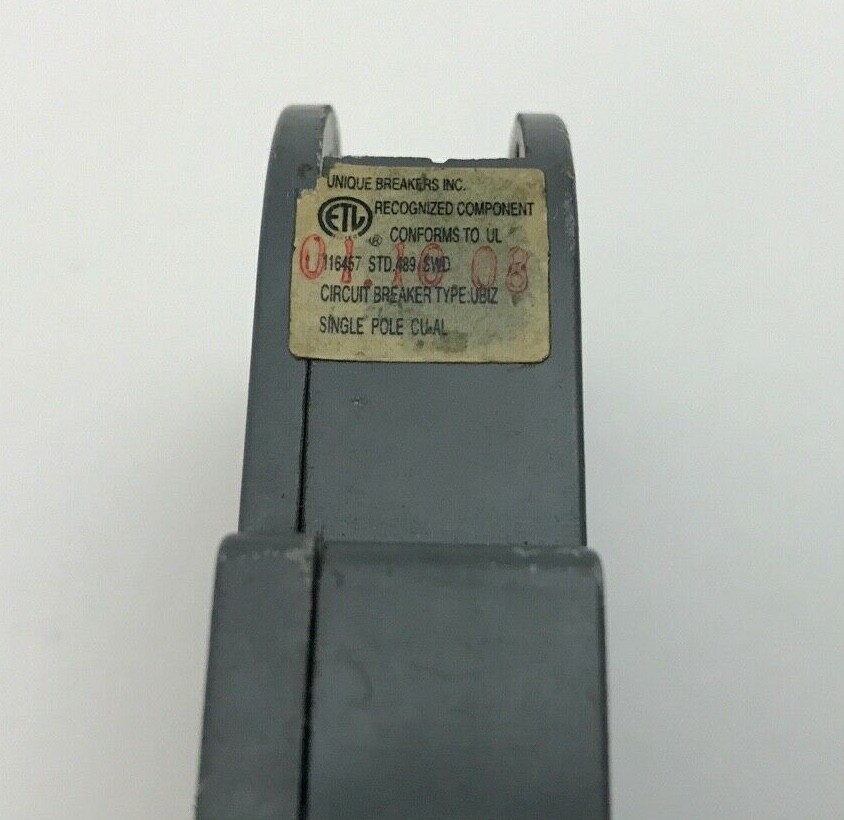 UNIQUE BREAKERS INC.
ETL RECOGNIZED COMPONENT
® CONFORMS TO UL
116457 STD.489 SWD
01.10 08
CIRCUIT BREAKER TYPE:UBIZ
SINGLE POLE CU-AL